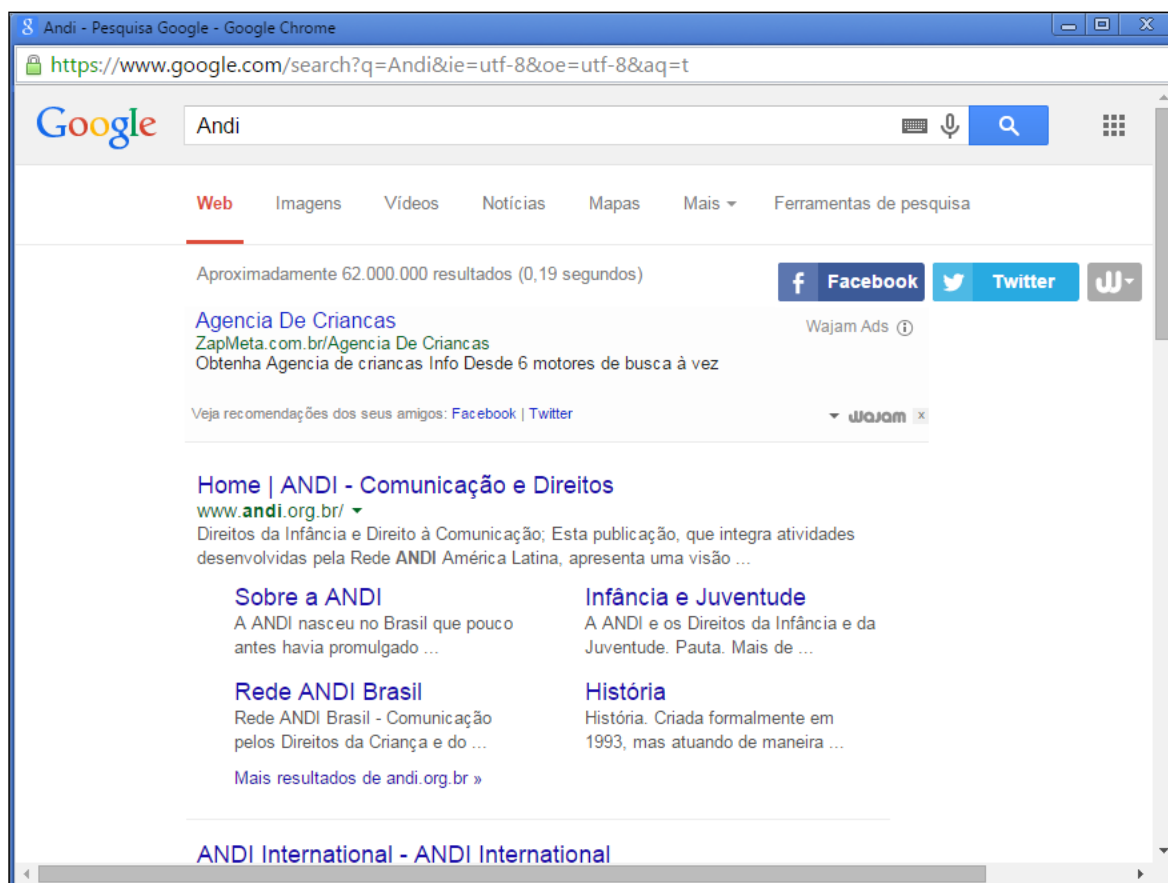 Andi - Pesquisa Google - Google Chrome
https://www.google.com/search?q=Andi&ie=utf-8&oe=utf-8&aq=t
Google Andi
Web Imagens Vídeos Notícias Mapas Mais Ferramentas de pesquisa
Aproximadamente 62.000.000 resultados (0,19 segundos)
Facebook Twitter
Agencia De Criancas Wajam Ads
ZapMeta.com.br/Agencia De Criancas
Obtenha Agencia de criancas Info Desde 6 motores de busca à vez
Veja recomendações dos seus amigos: Facebook | Twitter wajam x
Home | ANDI - Comunicação e Direitos
www.andi.org.br/
Direitos da Infância e Direito à Comunicação; Esta publicação, que integra atividades
desenvolvidas pela Rede ANDI América Latina, apresenta uma visão ...
Sobre a ANDI
A ANDI nasceu no Brasil que pouco
antes havia promulgado ...
Infância e Juventude
A ANDI e os Direitos da Infância e da
Juventude. Pauta. Mais de ...
Rede ANDI Brasil
Rede ANDI Brasil - Comunicação
pelos Direitos da Criança e do ...
História
História. Criada formalmente em
1993, mas atuando de maneira ...
Mais resultados de andi.org.br »
ANDI International - ANDI International